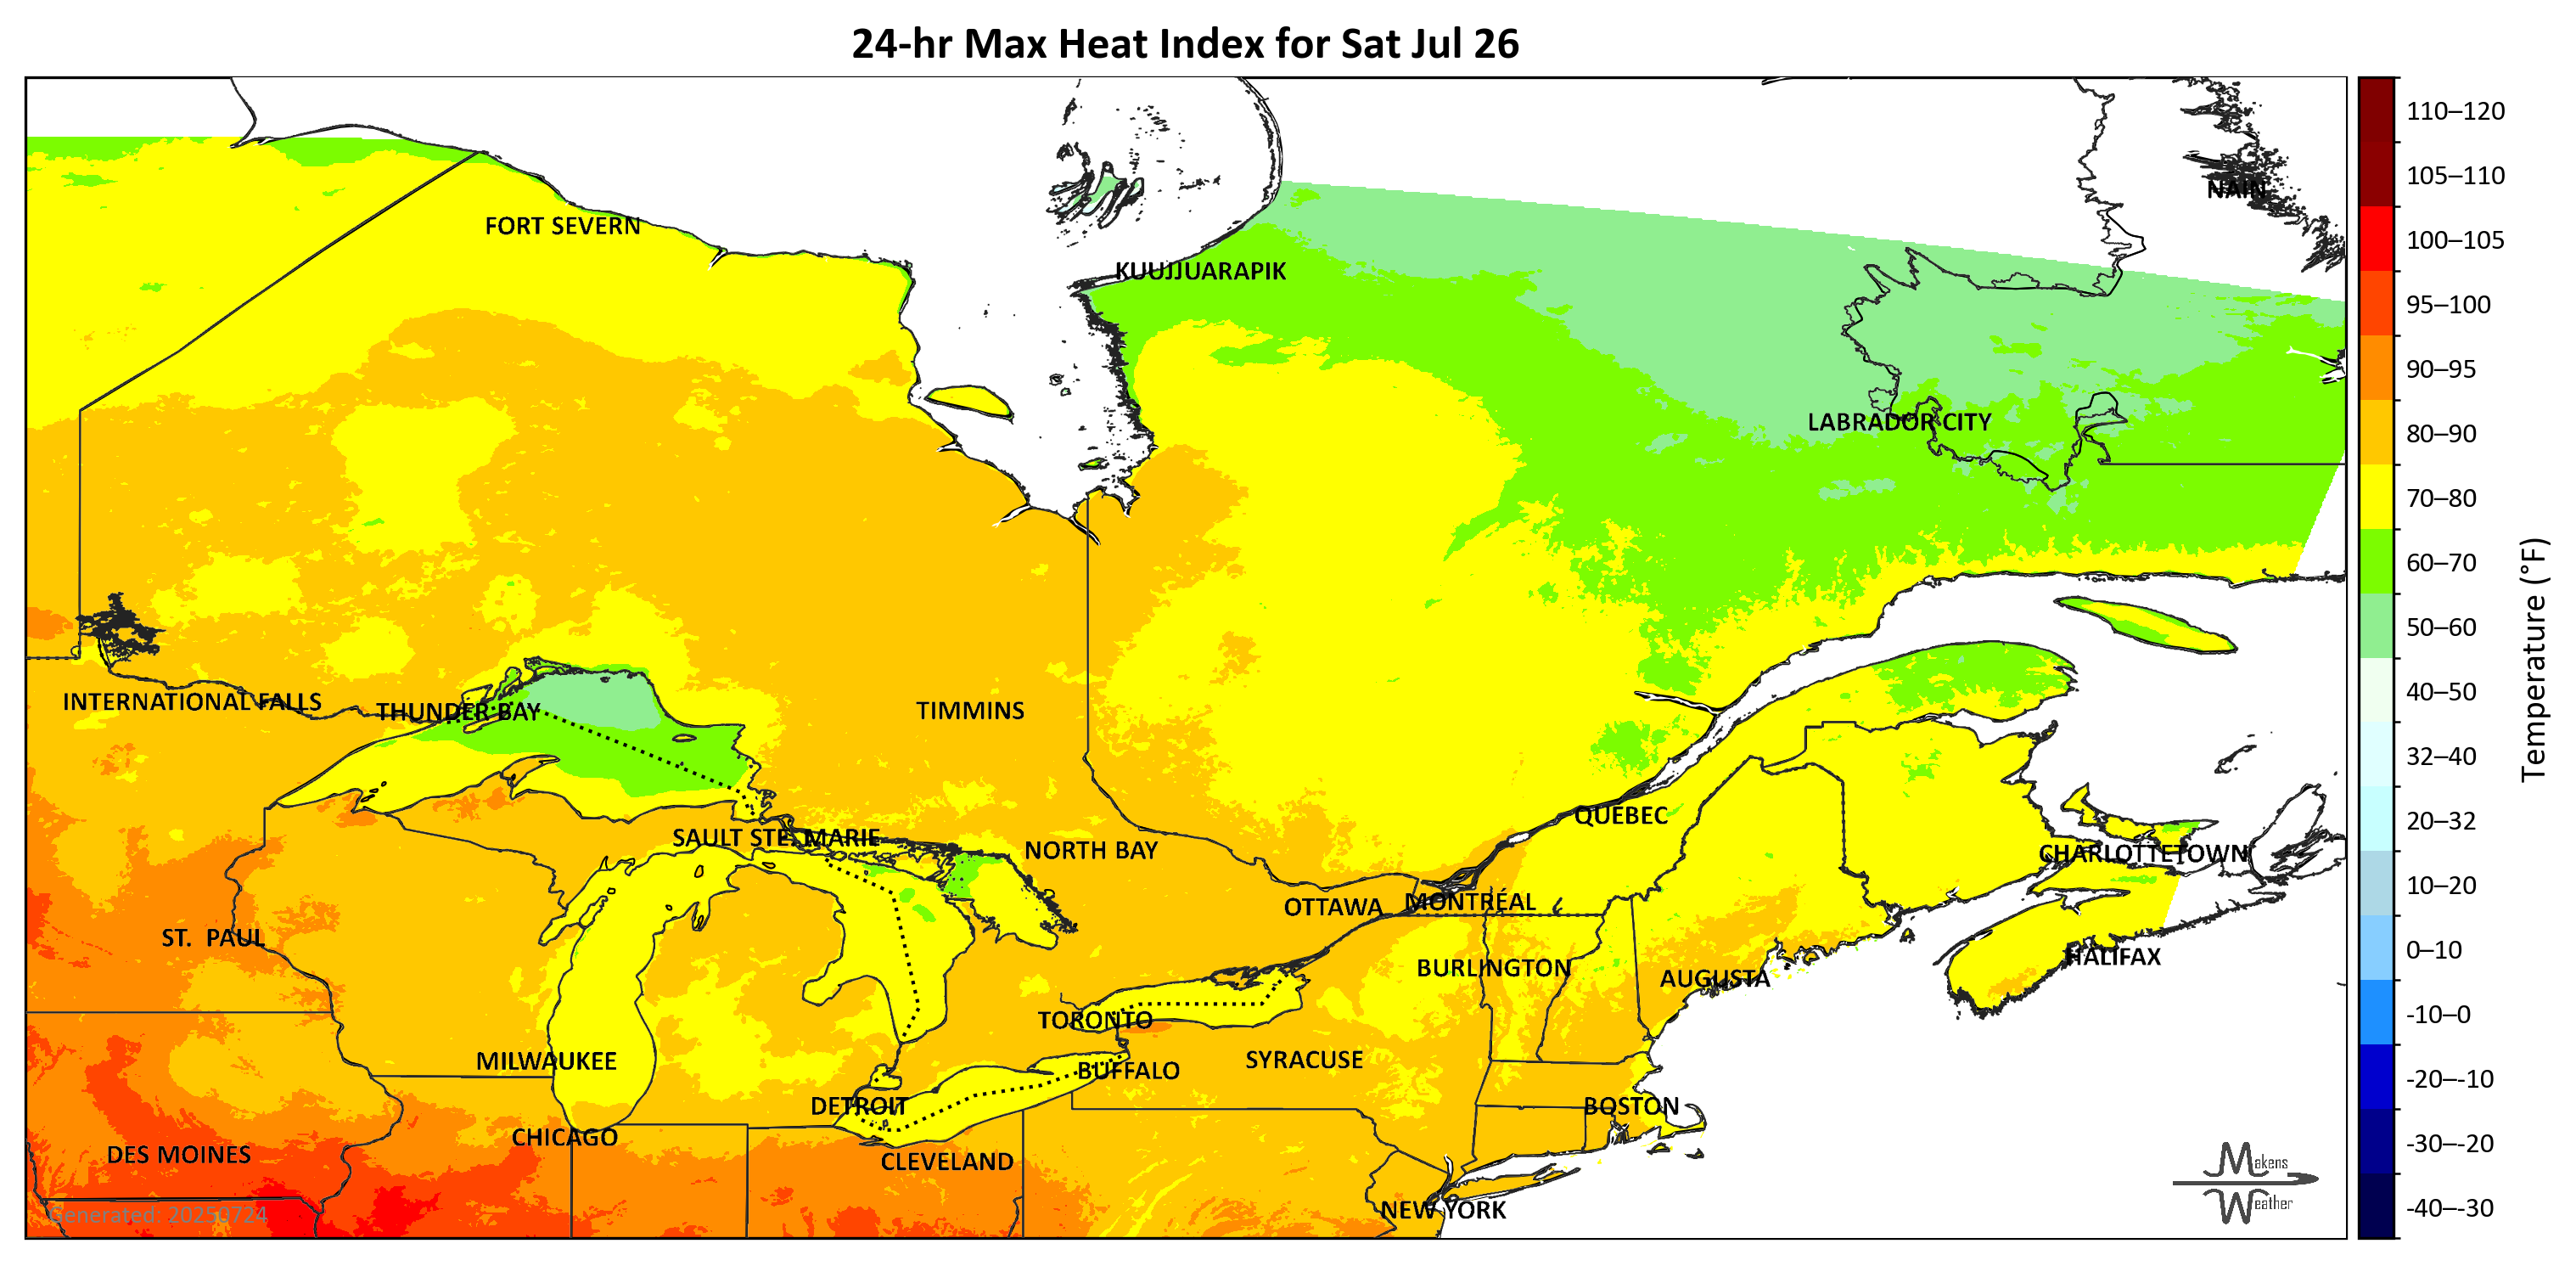 24-hr Max Heat Index for Sat Jul 26
110–120
105–110
NAIN
FORT SEVERN
100–105
KUUJJUARAPIK
95–100
90–95
LABRADOR CITY
80–90
70–80
60–70
50–60
Temperature (°F)
40–50
INTERNATIONAL FALLS
THUNDER BAY
TIMMINS
32–40
QUEBEC
20–32
SAULT STE. MARIE
NORTH BAY
CHARLOTTETOWN
10–20
OTTAWA
MONTRÉAL
ST. PAUL
0–10
HALIFAX
BURLINGTON
AUGUSTA
-10–0
TORONTO
MILWAUKEE
SYRACUSE
BUFFALO
-20–-10
DETROIT
BOSTON
CHICAGO
-30–-20
DES MOINES
CLEVELAND
Makens
Weather
-40–-30
NEW YORK
Generated: 20250724